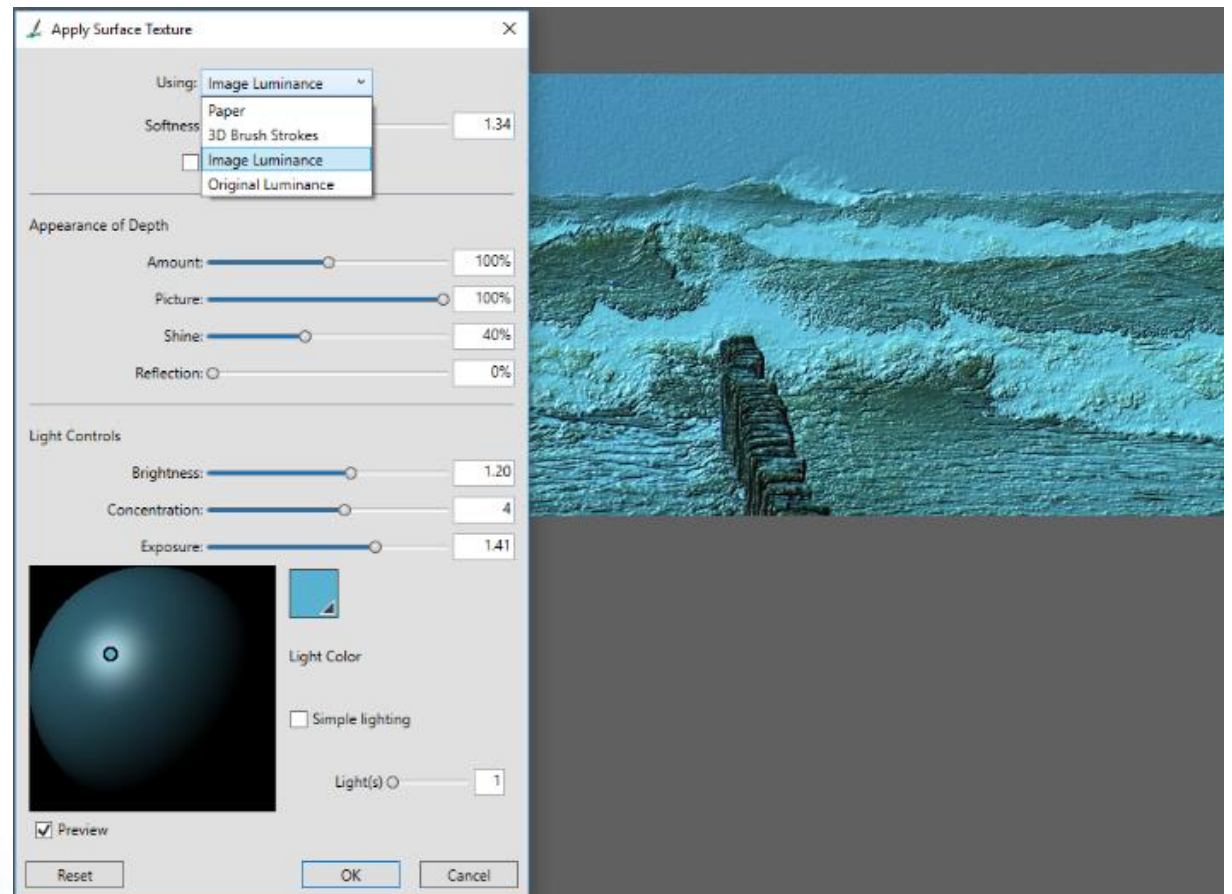 Apply Surface Texture
Using: Image Luminance
Paper
Softness 1.34
3D Brush Strokes
Image Luminance
Original Luminance
Appearance of Depth
Amount: 100%
Picture: 100%
Shine: 40%
Reflection: 0%
Light Controls
Brightness: 1.20
Concentration: 4
Exposure: 1.41
Light Color
Simple lighting
Light(s) 1
Preview
Reset OK Cancel